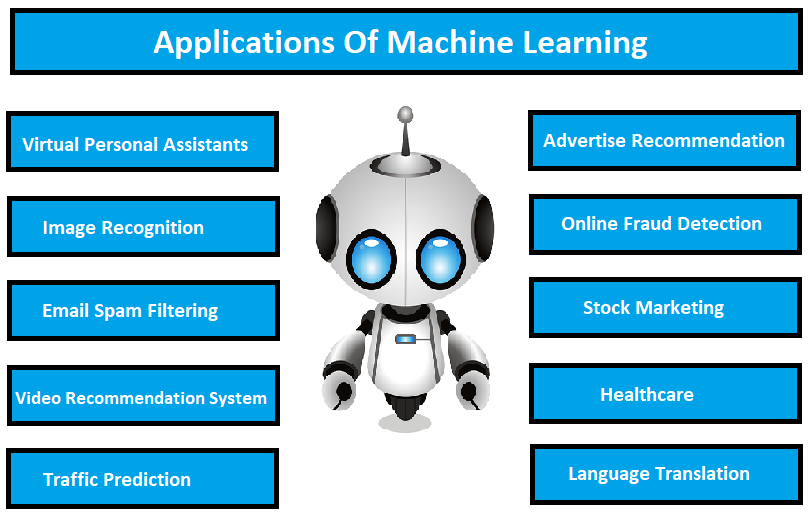 Applications Of Machine Learning
Virtual Personal Assistants
Image Recognition
Email Spam Filtering
Video Recommendation System
Traffic Prediction
Advertise Recommendation
Online Fraud Detection
Stock Marketing
Healthcare
Language Translation